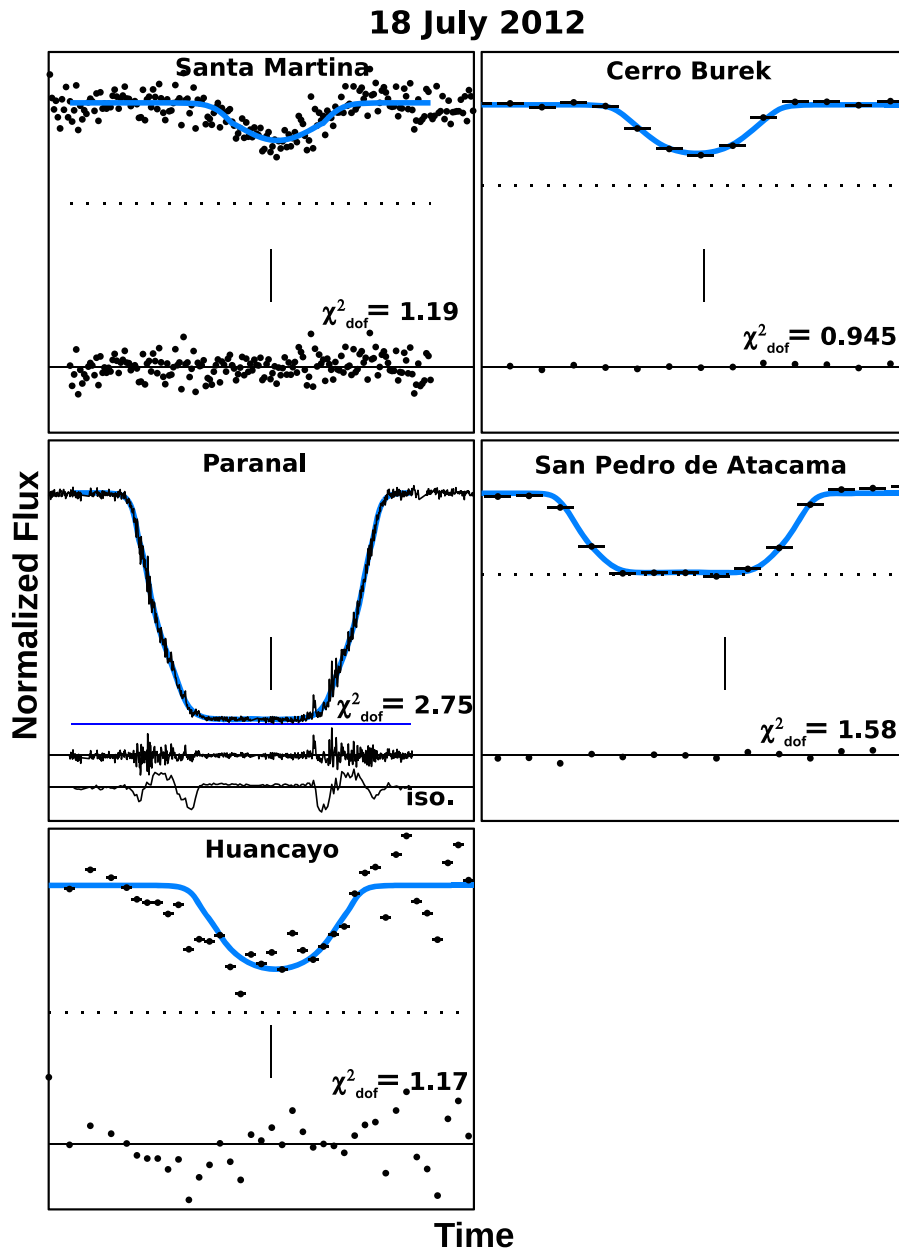 18 July 2012
Santa Martina
χ²dof= 1.19
Cerro Burek
χ²dof= 0.945
Normalized Flux
Paranal
χ²dof= 2.75
iso.
San Pedro de Atacama
χ²dof= 1.58
Huancayo
χ²dof= 1.17
Time